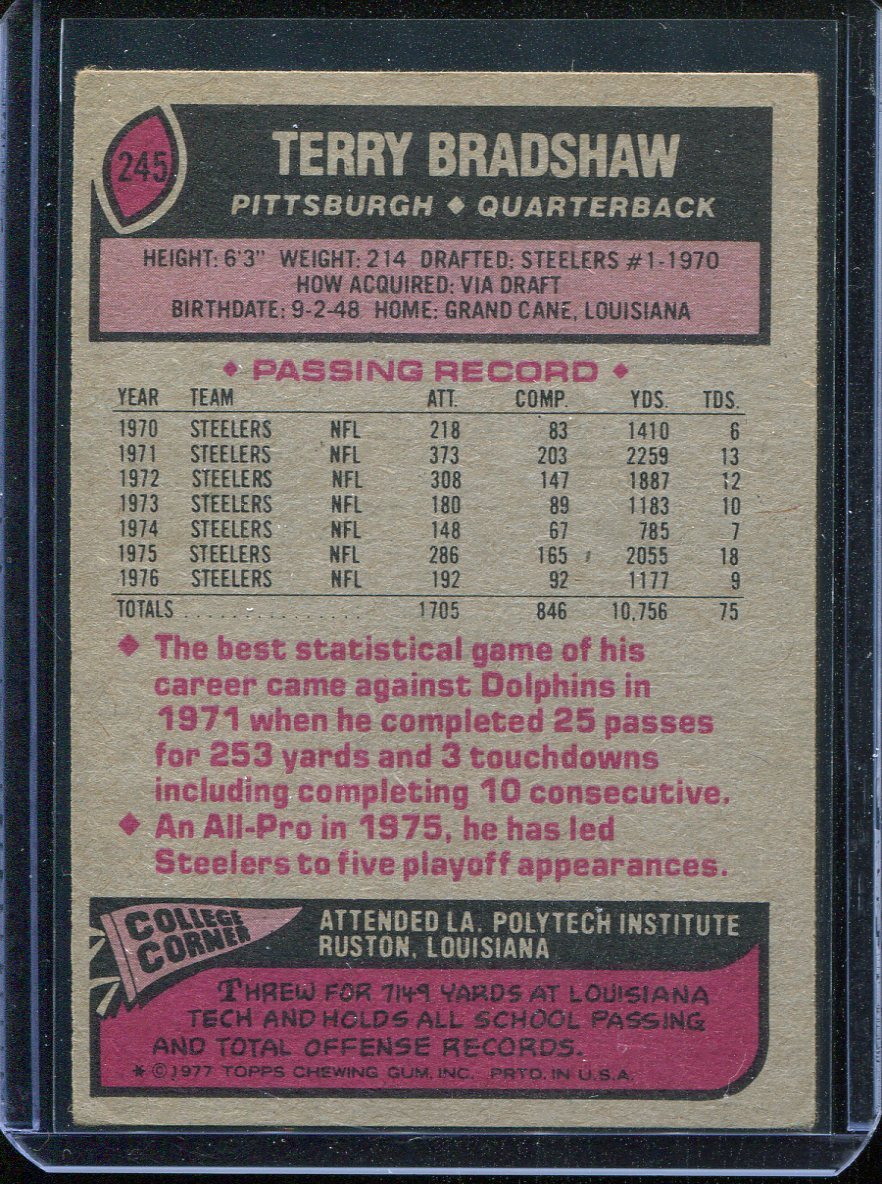 245
TERRY BRADSHAW
PITTSBURGH ♦ QUARTERBACK
HEIGHT: 6'3" WEIGHT: 214 DRAFTED: STEELERS #1-1970
HOW ACQUIRED: VIA DRAFT
BIRTHDATE: 9-2-48 HOME: GRAND CANE, LOUISIANA
♦ PASSING RECORD ♦
YEAR TEAM ATT. COMP. YDS. TDS.
1970 STEELERS NFL 218 83 1410 6
1971 STEELERS NFL 373 203 2259 13
1972 STEELERS NFL 308 147 1887 12
1973 STEELERS NFL 180 89 1183 10
1974 STEELERS NFL 148 67 785 7
1975 STEELERS NFL 286 165 2055 18
1976 STEELERS NFL 192 92 1177 9
TOTALS . . . . . . . . . . . . . . . 1705 846 10,756 75
♦ The best statistical game of his
career came against Dolphins in
1971 when he completed 25 passes
for 253 yards and 3 touchdowns
including completing 10 consecutive.
♦ An All-Pro in 1975, he has led
Steelers to five playoff appearances.
COLLEGE
CORNER
ATTENDED LA. POLYTECH INSTITUTE
RUSTON, LOUISIANA
THREW FOR 7149 YARDS AT LOUISIANA
TECH AND HOLDS ALL SCHOOL PASSING
AND TOTAL OFFENSE RECORDS.
* © 1977 TOPPS CHEWING GUM, INC. PRTD. IN U.S.A.